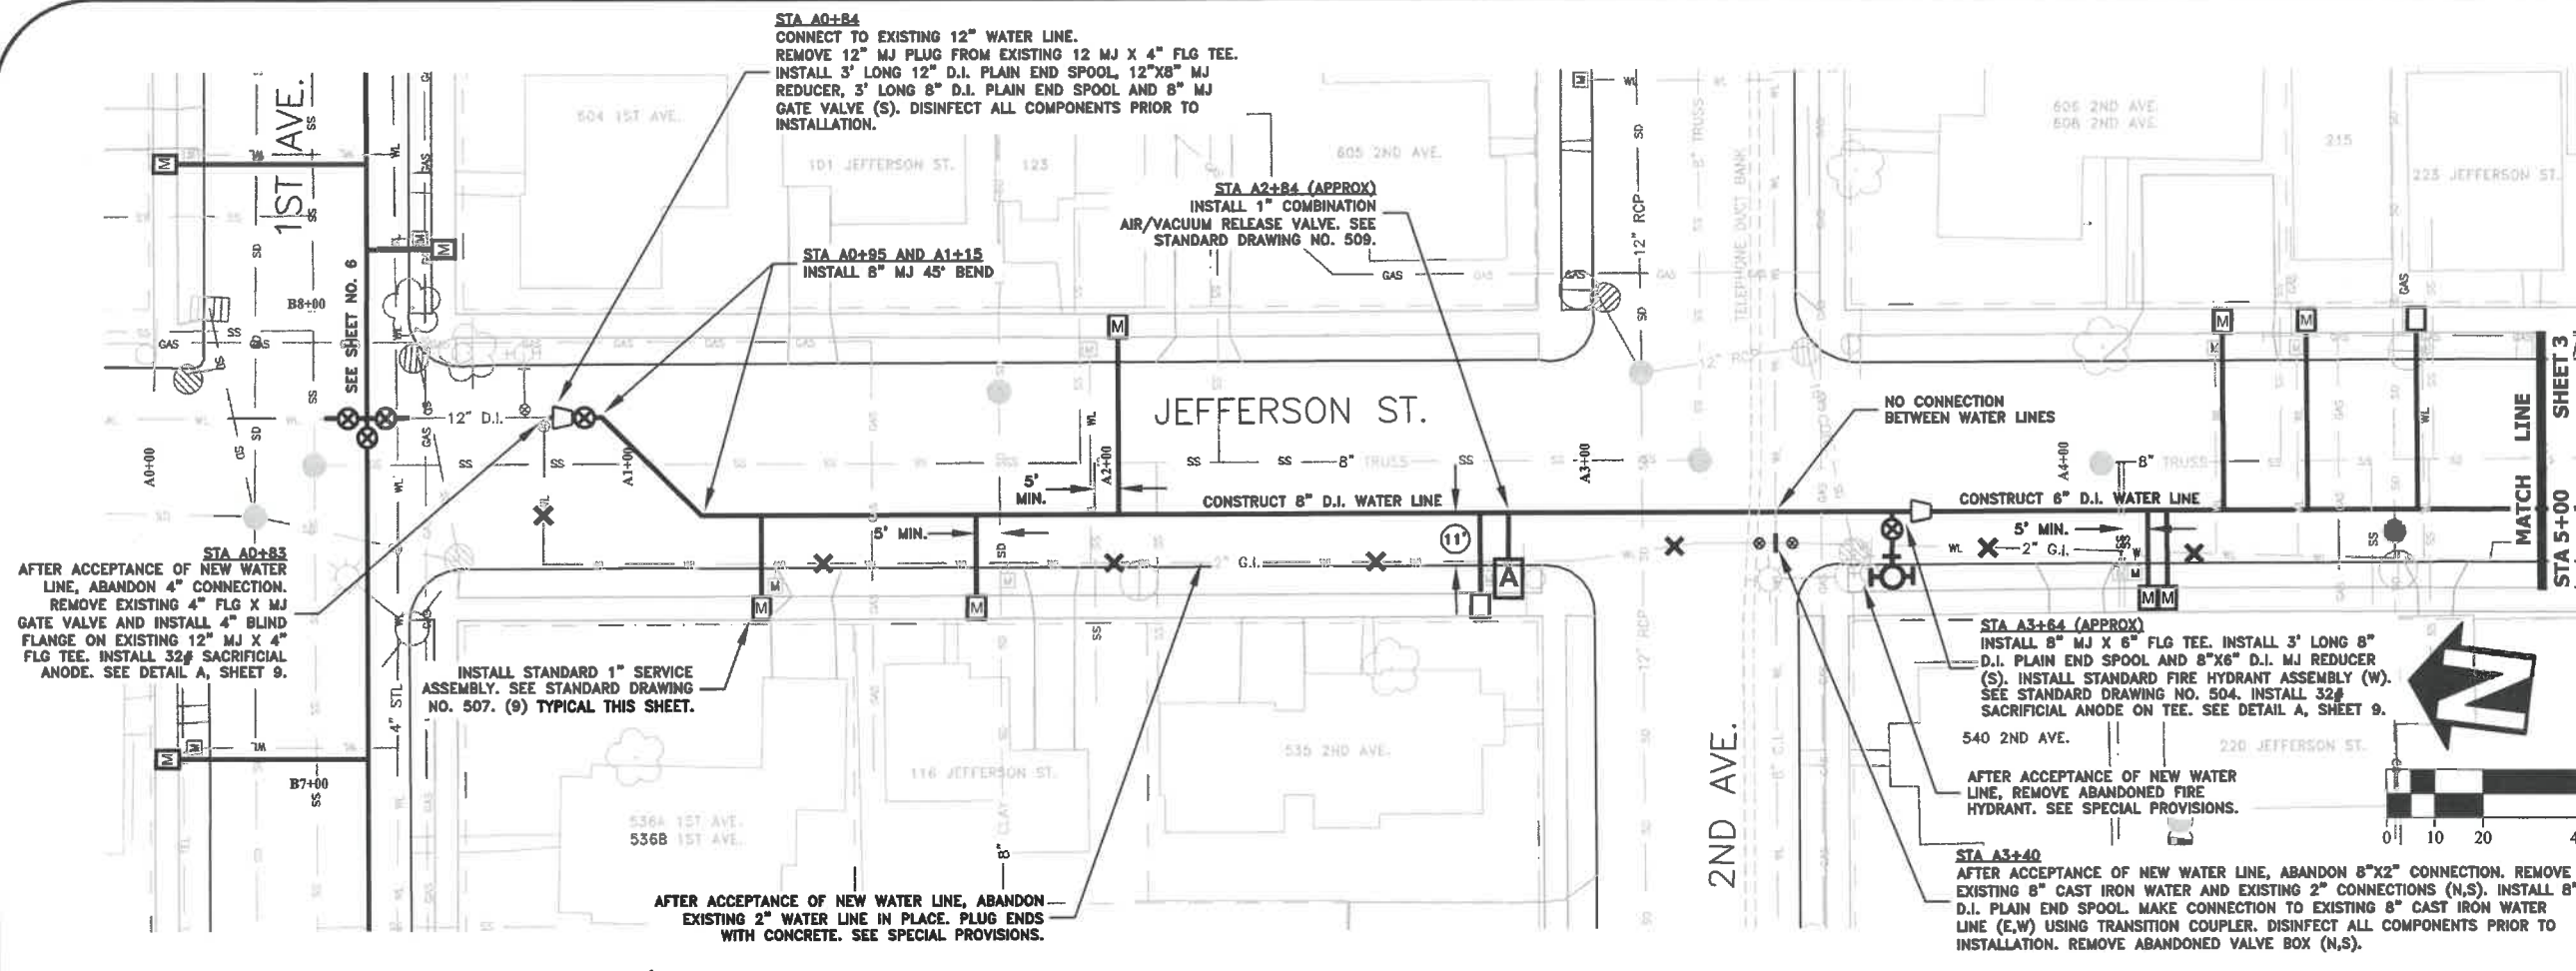 STA A0+84
CONNECT TO EXISTING 12" WATER LINE.
REMOVE 12" MJ PLUG FROM EXISTING 12 MJ X 4" FLG TEE.
INSTALL 3' LONG 12" D.I. PLAIN END SPOOL, 12"X8" MJ
REDUCER, 3' LONG 8" D.I. PLAIN END SPOOL AND 8" MJ
GATE VALVE (S). DISINFECT ALL COMPONENTS PRIOR TO
INSTALLATION.
1ST AVE.
604 1ST AVE.
101 JEFFERSON ST.
123
605 2ND AVE.
606 2ND AVE.
608 2ND AVE.
215
223 JEFFERSON ST.
STA A2+84 (APPROX)
INSTALL 1" COMBINATION
AIR/VACUUM RELEASE VALVE. SEE
STANDARD DRAWING NO. 509.
STA A0+95 AND A1+15
INSTALL 8" MJ 45° BEND
SEE SHEET NO. 6
B8+00
12" RCP
8" TRUSS
TELEPHONE DUCT BANK
GAS
JEFFERSON ST.
NO CONNECTION
BETWEEN WATER LINES
MATCH LINE
STA 5+00 SHEET 3
12" D.I.
A0+00
A1+00
A2+00
A3+00
A4+00
SS
8" TRUSS
5'
MIN.
CONSTRUCT 8" D.I. WATER LINE
CONSTRUCT 6" D.I. WATER LINE
5' MIN.
5' MIN.
11'
2" G.I.
G.I.
A
M
STA A0+83
AFTER ACCEPTANCE OF NEW WATER
LINE, ABANDON 4" CONNECTION.
REMOVE EXISTING 4" FLG X MJ
GATE VALVE AND INSTALL 4" BLIND
FLANGE ON EXISTING 12" MJ X 4"
FLG TEE. INSTALL 32# SACRIFICIAL
ANODE. SEE DETAIL A, SHEET 9.
INSTALL STANDARD 1" SERVICE
ASSEMBLY. SEE STANDARD DRAWING
NO. 507. (9) TYPICAL THIS SHEET.
4" STL
B7+00
STA A3+64 (APPROX)
INSTALL 8" MJ X 6" FLG TEE. INSTALL 3' LONG 8"
D.I. PLAIN END SPOOL AND 8"X6" D.I. MJ REDUCER
(S). INSTALL STANDARD FIRE HYDRANT ASSEMBLY (W).
SEE STANDARD DRAWING NO. 504. INSTALL 32#
SACRIFICIAL ANODE ON TEE. SEE DETAIL A, SHEET 9.
N
540 2ND AVE.
220 JEFFERSON ST.
535 2ND AVE.
116 JEFFERSON ST.
536A 1ST AVE.
536B 1ST AVE.
2ND AVE.
12" RCP
8" C.I.
8" CLAY
AFTER ACCEPTANCE OF NEW WATER
LINE, REMOVE ABANDONED FIRE
HYDRANT. SEE SPECIAL PROVISIONS.
0 10 20 4
AFTER ACCEPTANCE OF NEW WATER LINE, ABANDON
EXISTING 2" WATER LINE IN PLACE. PLUG ENDS
WITH CONCRETE. SEE SPECIAL PROVISIONS.
STA A3+40
AFTER ACCEPTANCE OF NEW WATER LINE, ABANDON 8"X2" CONNECTION. REMOVE
EXISTING 8" CAST IRON WATER AND EXISTING 2" CONNECTIONS (N,S). INSTALL 8"
D.I. PLAIN END SPOOL. MAKE CONNECTION TO EXISTING 8" CAST IRON WATER
LINE (E,W) USING TRANSITION COUPLER. DISINFECT ALL COMPONENTS PRIOR TO
INSTALLATION. REMOVE ABANDONED VALVE BOX (N,S).